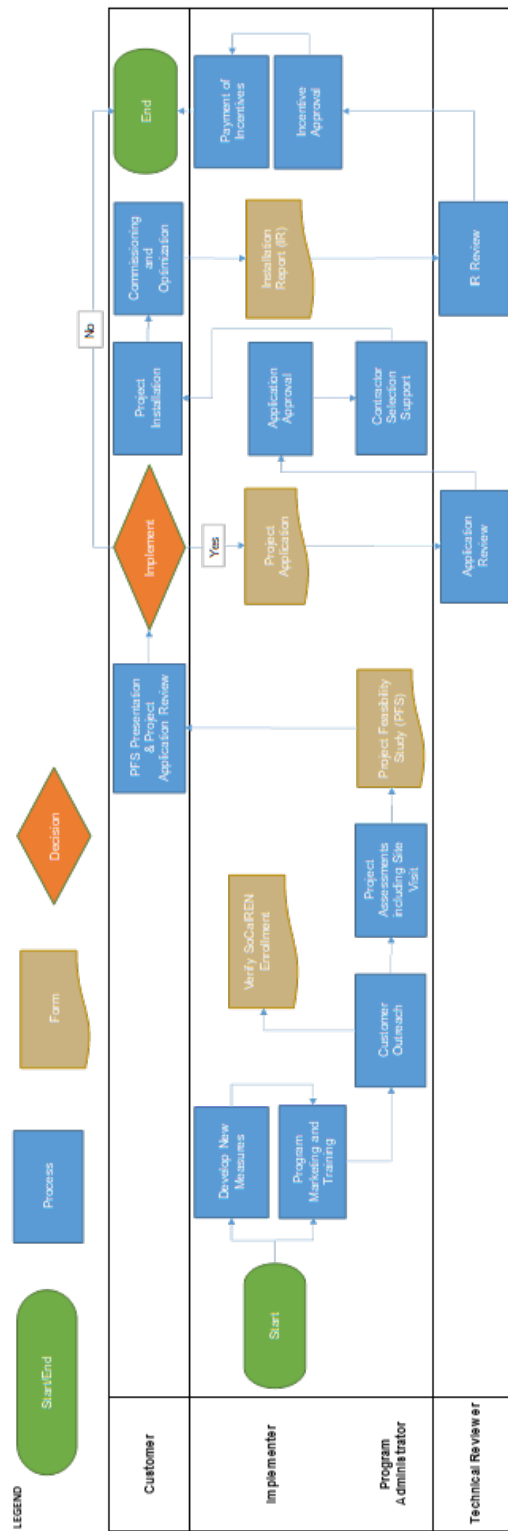 LEGEND
Start/End
Process
Form
Decision
Customer
PFS Presentation
& Project
Application Review
Implement
No
Yes
Project
Installation
Commissioning
and
Optimization
End
Implementer
Start
Develop New
Measures
Program
Marketing and
Training
Verify SoCalREN
Enrollment
Project
Application
Application
Approval
Installation
Report (IR)
Payment of
Incentives
Incentive
Approval
Program
Administrator
Customer
Outreach
Project
Assessments
including Site
Visit
Project Feasibility
Study (PFS)
Contractor
Selection
Support
Technical Reviewer
Application
Review
IR Review